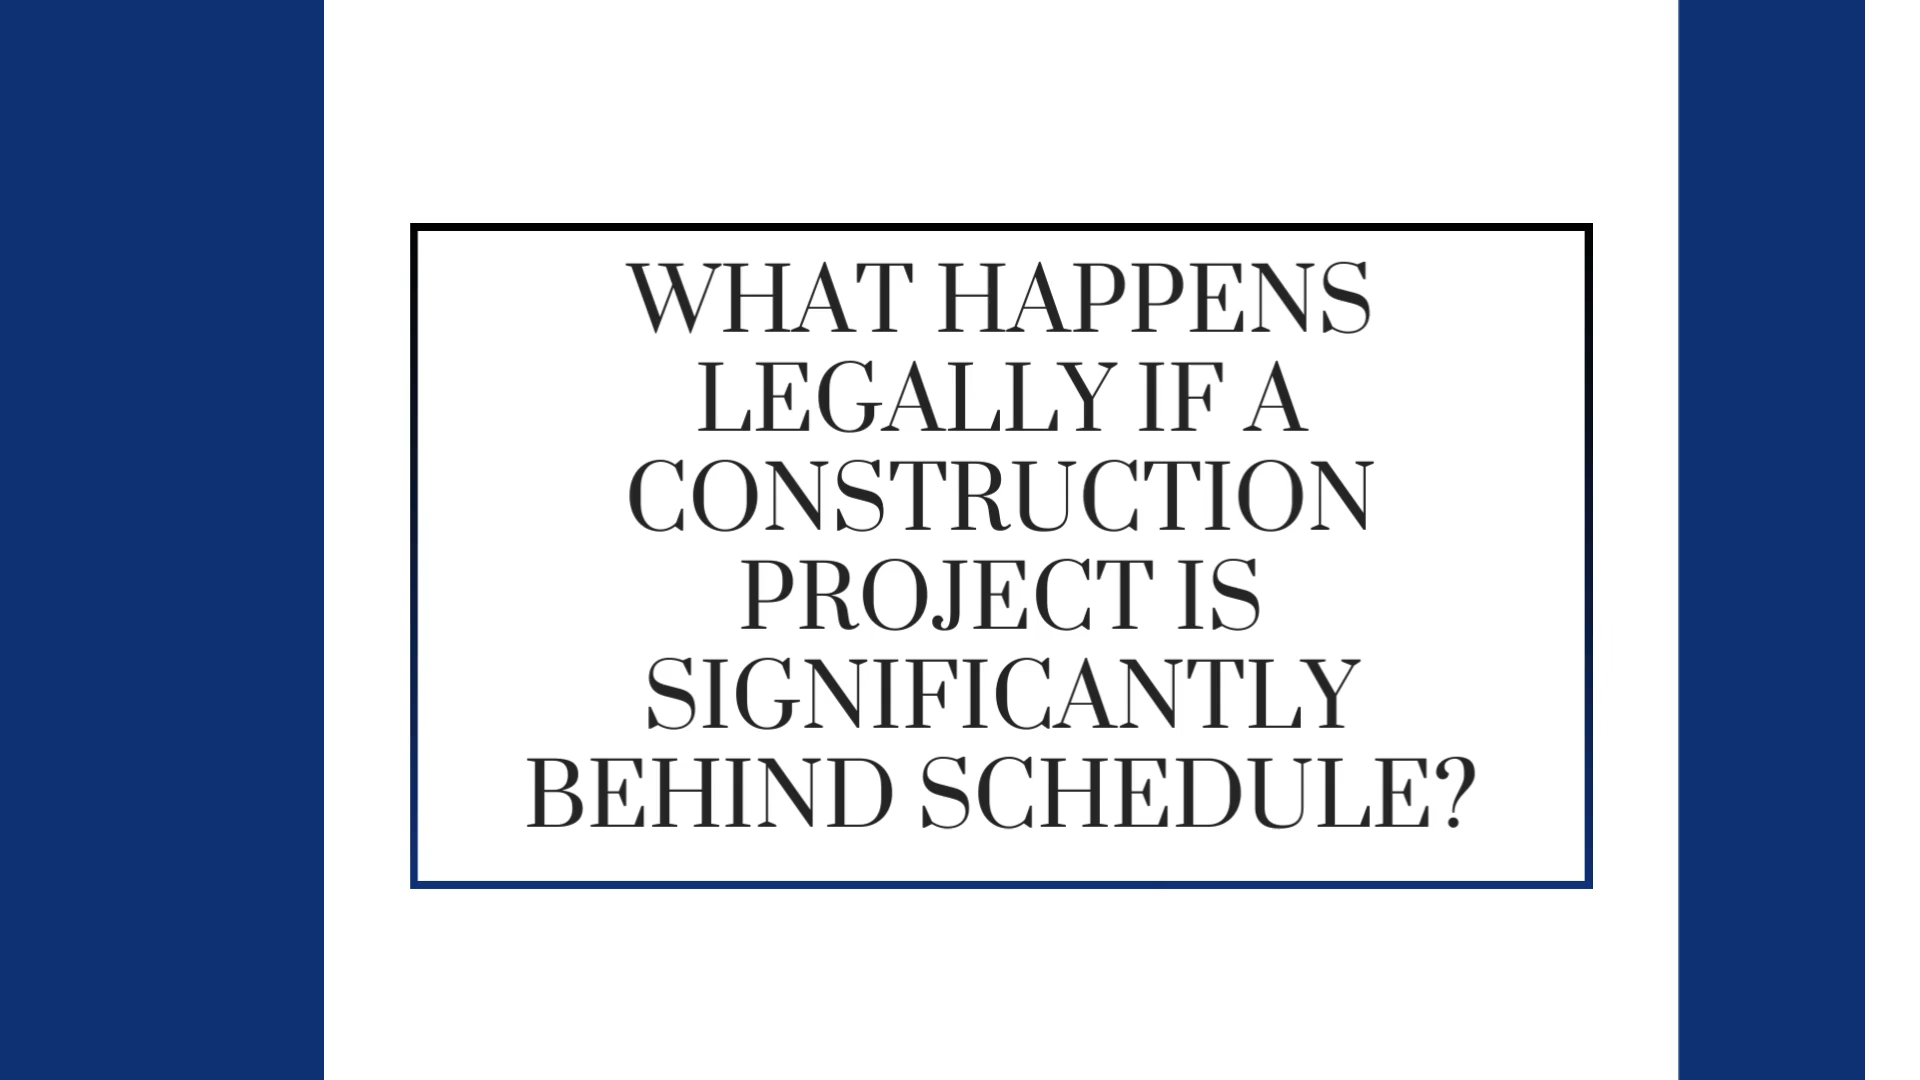 WHAT HAPPENS
LEGALLY IF A
CONSTRUCTION
PROJECT IS
SIGNIFICANTLY
BEHIND SCHEDULE?